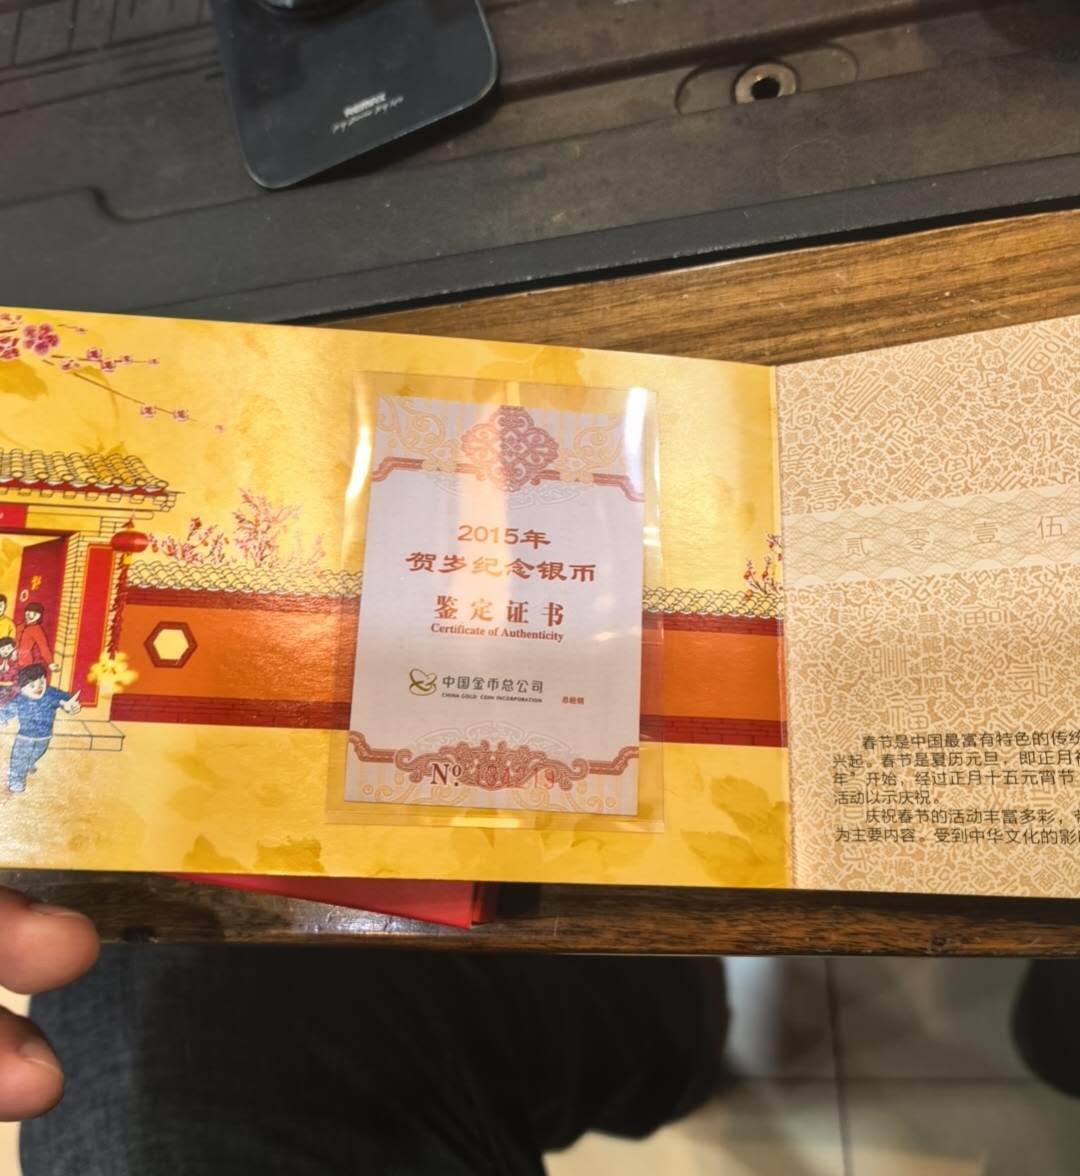 2015年
贺岁纪念银币
鉴定证书
Certificate of Authenticity
中国金币总公司
CHINA GOLD COIN INCORPORATION
总经销
No.
贰零壹伍
春节是中国最富有特色的传统
兴起。春节是夏历元旦，即正月初
年”开始，经过正月十五元宵节
活动以示庆祝。
庆祝春节的活动丰富多彩，
为主要内容。受到中华文化的影